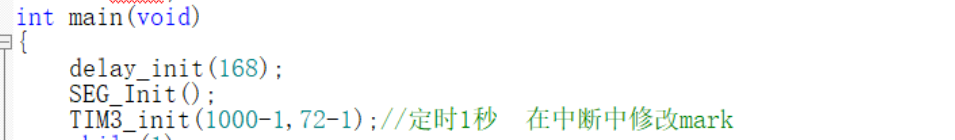 int main(void)
{
delay_init(168);
SEG_Init();
TIM3_init(1000-1,72-1);//定时1秒 在中断中修改mark